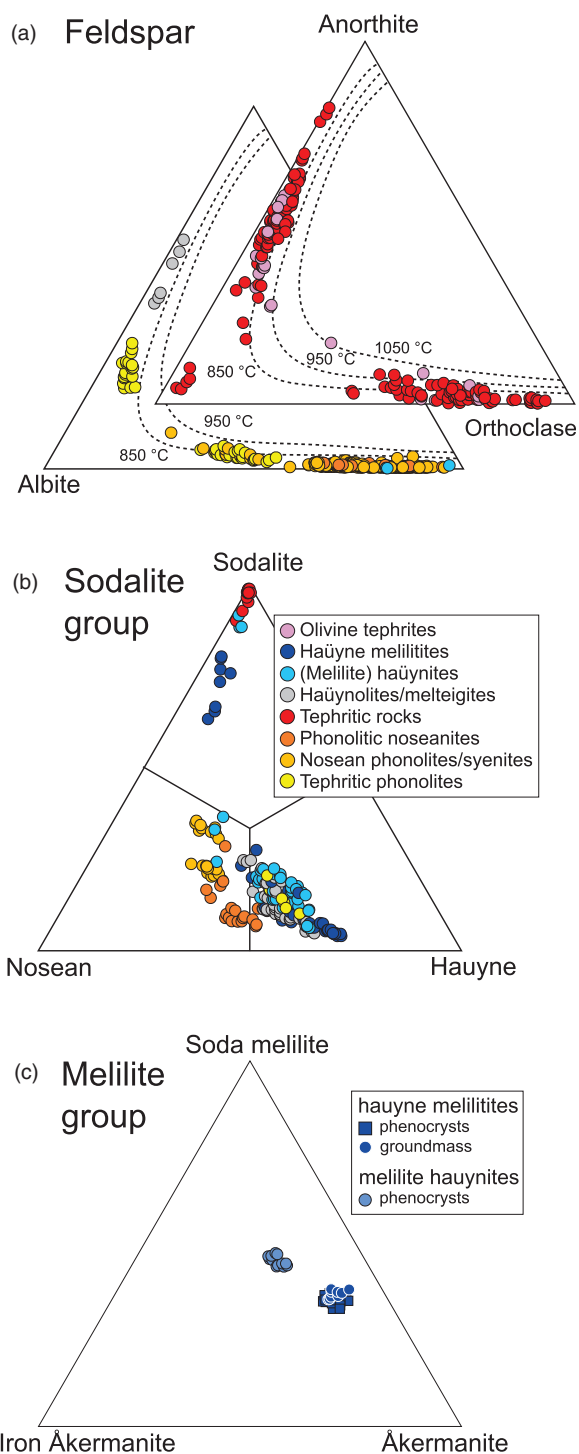 (a) Feldspar
Anorthite
850 °C
950 °C
1050 °C
Orthoclase
950 °C
850 °C
Albite
(b) Sodalite
group
Sodalite
Olivine tephrites
Haüyne melilitites
(Melilite) haüynites
Haüynolites/melteigites
Tephritic rocks
Phonolitic noseanites
Nosean phonolites/syenites
Tephritic phonolites
Nosean
Hauyne
Soda melilite
(c) Melilite
group
hauyne melilitites
phenocrysts
groundmass
melilite hauynites
phenocrysts
Iron Åkermanite
Åkermanite